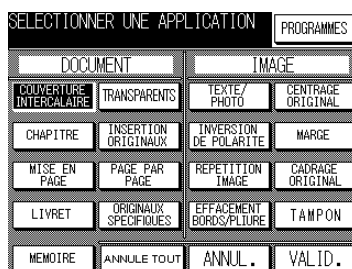 SELECTIONNER UNE APPLICATION
PROGRAMMES
DOCUMENT
IMAGE
COUVERTURE
INTERCALAIRE
TRANSPARENTS
TEXTE/
PHOTO
CENTRAGE
ORIGINAL
CHAPITRE
INSERTION
ORIGINAUX
INVERSION
DE POLARITE
MARGE
MISE EN
PAGE
PAGE PAR
PAGE
REPETITION
IMAGE
CADRAGE
ORIGINAL
LIVRET
ORIGINAUX
SPECIFIQUES
EFFACEMENT
BORDS/PLIURE
TAMPON
MEMOIRE
ANNULE TOUT
ANNUL.
VALID.